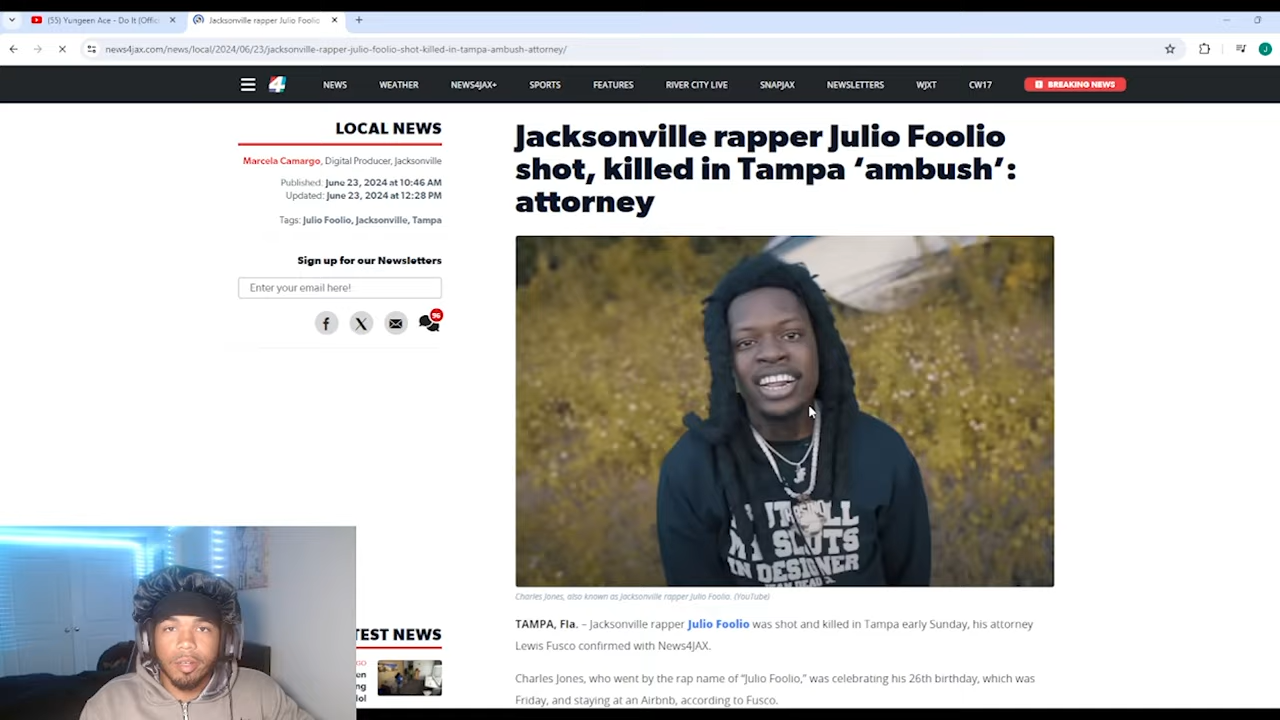 (55) Yungeen Ace - Do It (Offic
Jacksonville rapper Julio Foolio
news4jax.com/news/local/2024/06/23/jacksonville-rapper-julio-foolio-shot-killed-in-tampa-ambush-attorney/
J
4
NEWS WEATHER NEWS4JAX+ SPORTS FEATURES RIVER CITY LIVE SNAPJAX NEWSLETTERS WJXT CW17 BREAKING NEWS
LOCAL NEWS
Marcela Camargo, Digital Producer, Jacksonville
Published: June 23, 2024 at 10:46 AM
Updated: June 23, 2024 at 12:28 PM
Tags: Julio Foolio, Jacksonville, Tampa
Sign up for our Newsletters
Enter your email here!
96
Jacksonville rapper Julio Foolio
shot, killed in Tampa ‘ambush’:
attorney
SLUTS
IN DESIGNER
Charles Jones, also known as Jacksonville rapper Julio Foolio. (YouTube)
TAMPA, Fla. – Jacksonville rapper Julio Foolio was shot and killed in Tampa early Sunday, his attorney
Lewis Fusco confirmed with News4JAX.
Charles Jones, who went by the rap name of “Julio Foolio,” was celebrating his 26th birthday, which was
Friday, and staying at an Airbnb, according to Fusco.
TEST NEWS